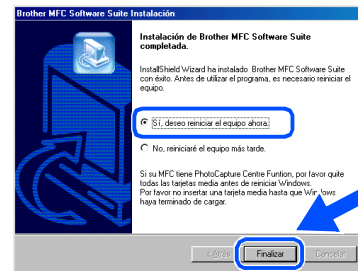 Brother MFC Software Suite Instalación
Instalación de Brother MFC Software Suite
completada.
InstallShield Wizard ha instalado Brother MFC Software Suite
con éxito. Antes de utilizar el programa, es necesario reiniciar el
equipo.
Sí, deseo reiniciar el equipo ahora.
No, reiniciaré el equipo más tarde.
Si su MFC tiene PhotoCapture Centre Funtion, por favor quite
todas las tarjetas media antes de reiniciar Windows.
Por favor no insertar una tarjeta media hasta que Windows
haya terminado de cargar.
< Atrás Finalizar Cancelar